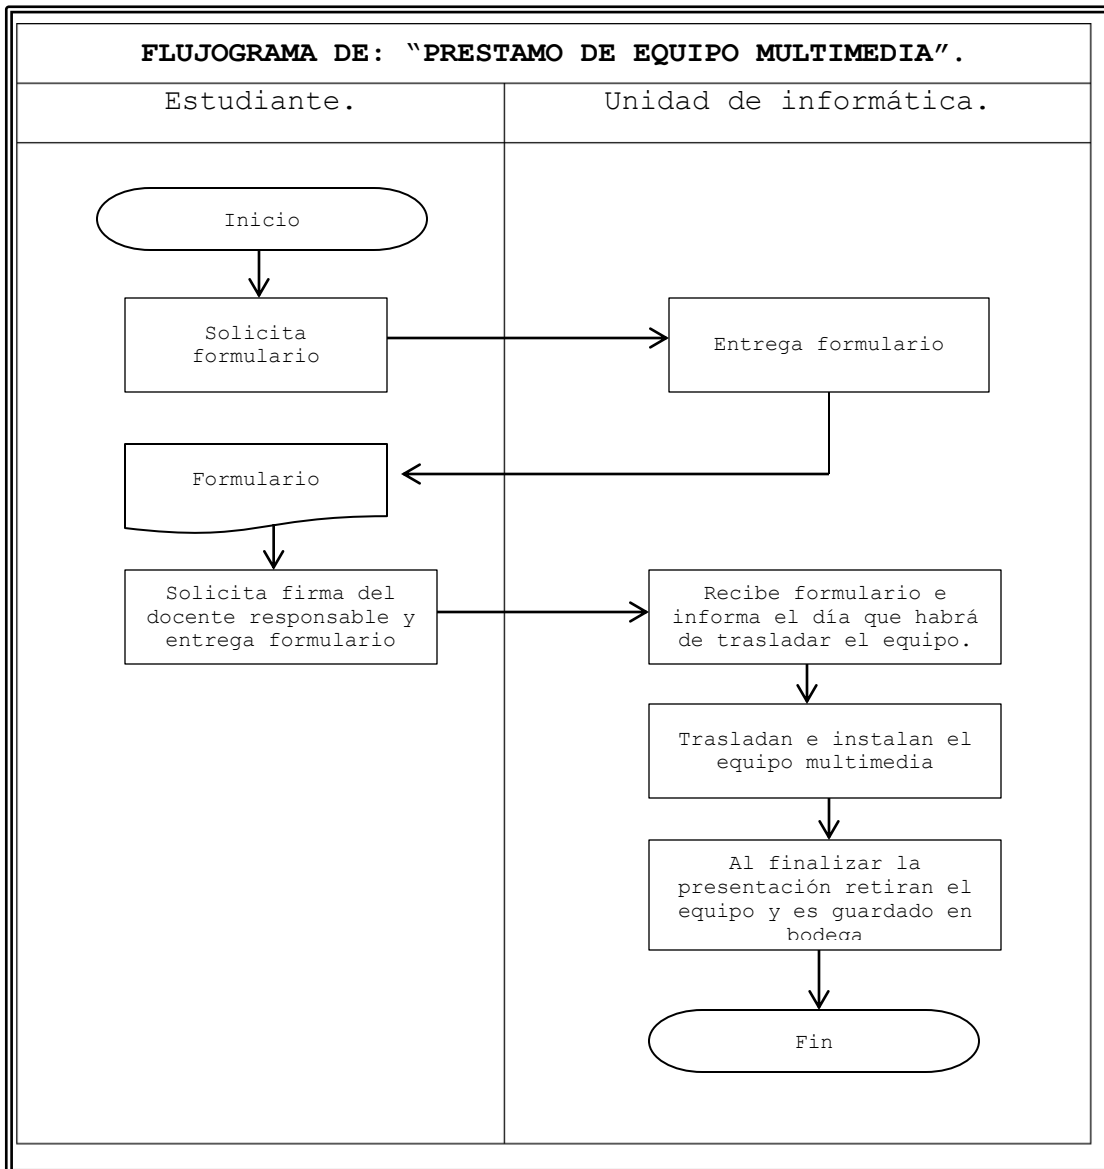 FLUJOGRAMA DE: “PRESTAMO DE EQUIPO MULTIMEDIA”.
Estudiante.
Unidad de informática.
Inicio
Solicita
formulario
Entrega formulario
Formulario
Solicita firma del
docente responsable y
entrega formulario
Recibe formulario e
informa el día que habrá
de trasladar el equipo.
Trasladan e instalan el
equipo multimedia
Al finalizar la
presentación retiran el
equipo y es guardado en
bodega
Fin